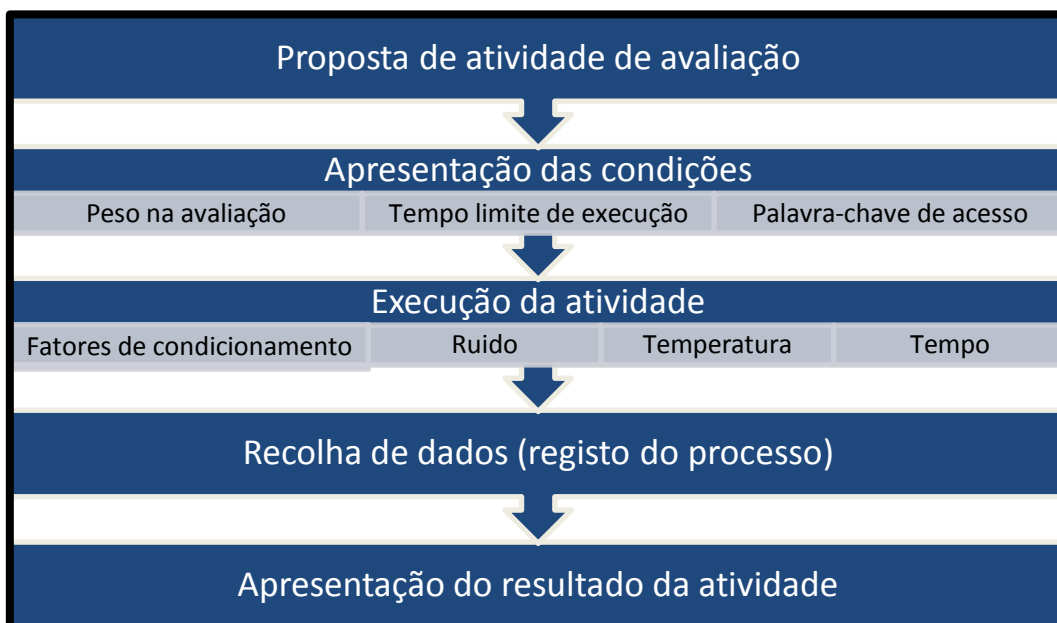 Proposta de atividade de avaliação
Apresentação das condições
Peso na avaliação
Tempo limite de execução
Palavra-chave de acesso
Execução da atividade
Fatores de condicionamento
Ruido
Temperatura
Tempo
Recolha de dados (registo do processo)
Apresentação do resultado da atividade